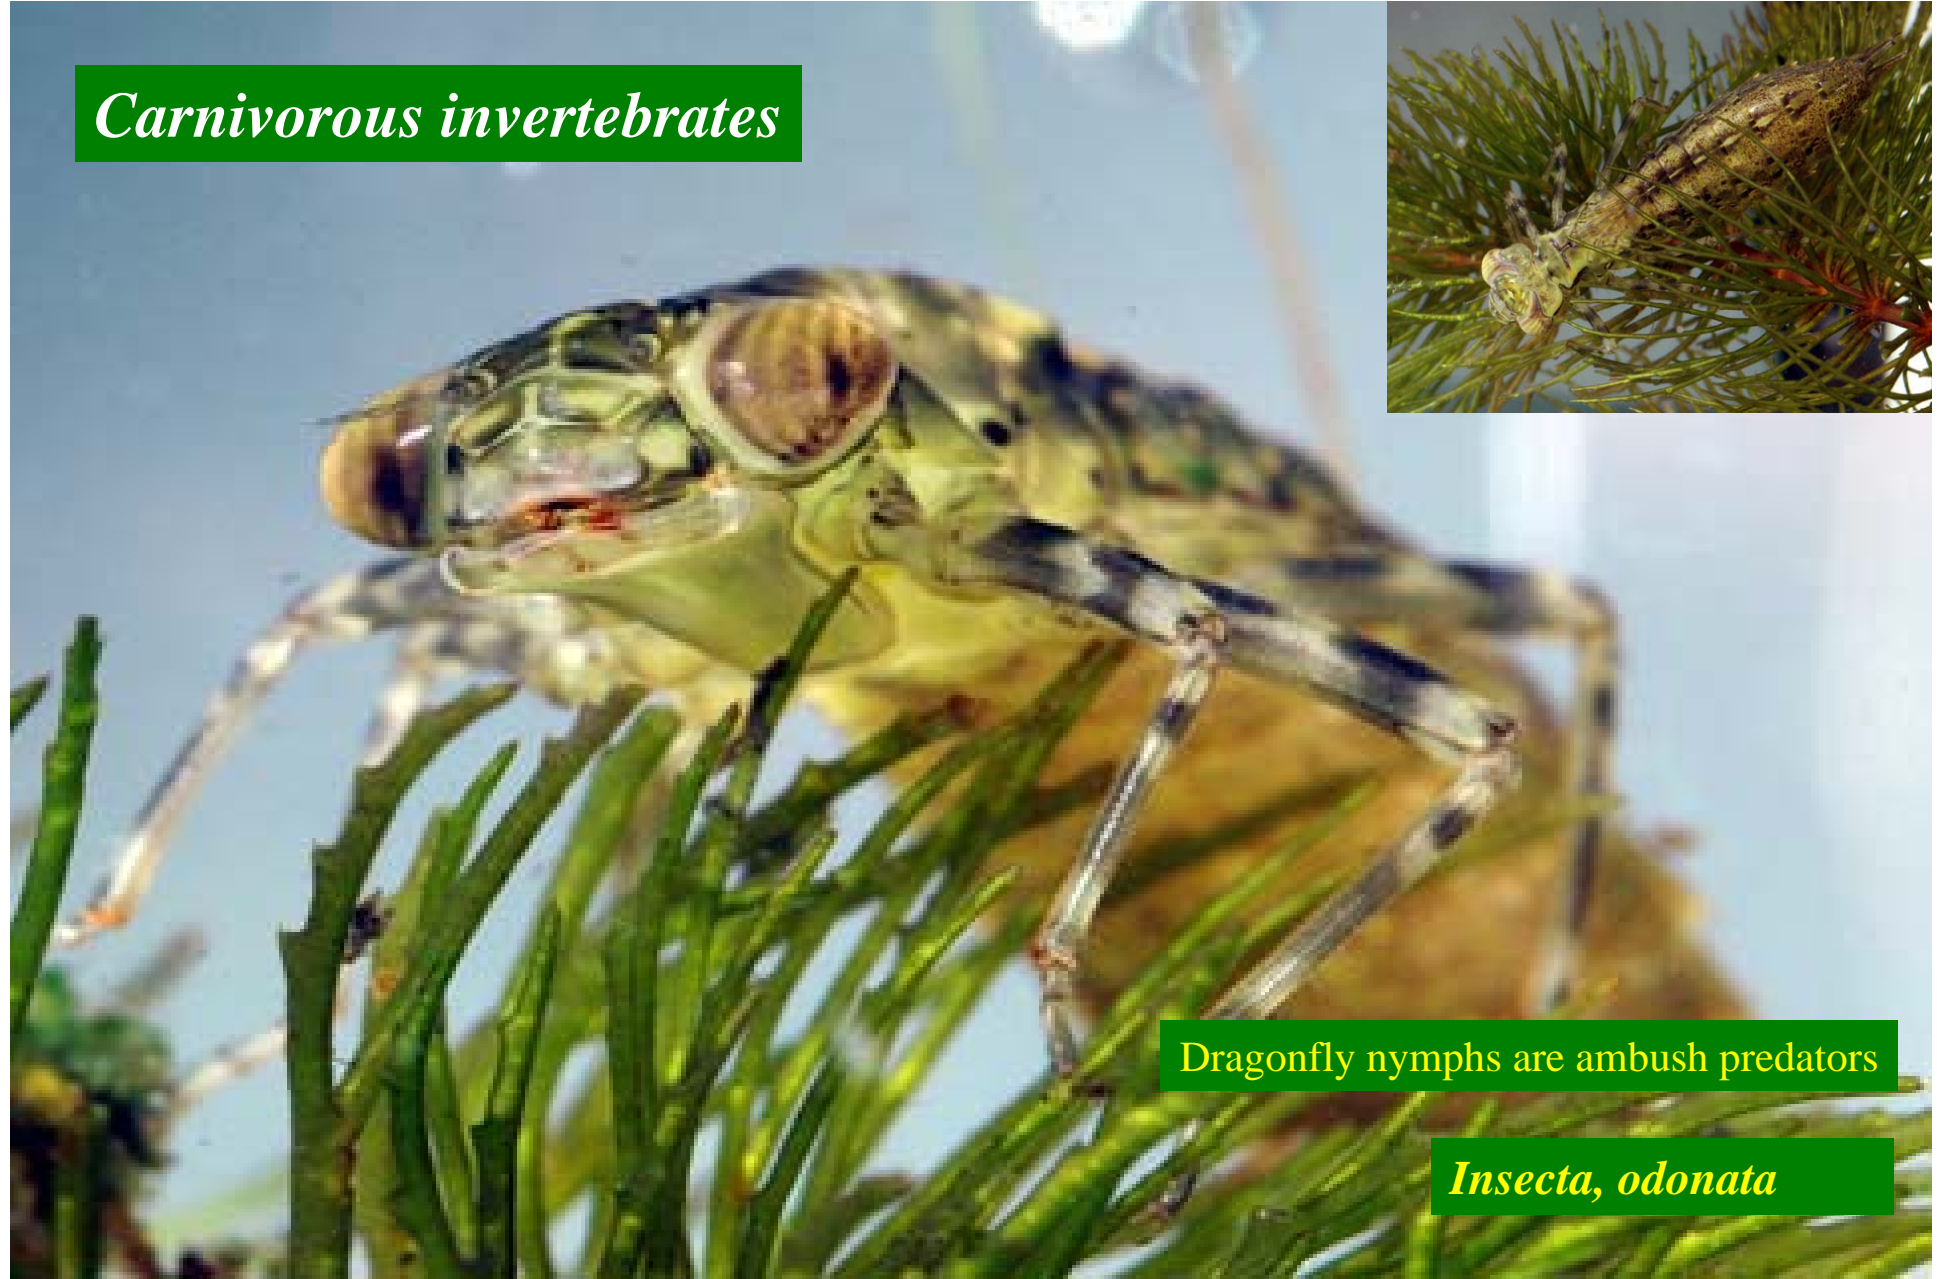 Carnivorous invertebrates
Dragonfly nymphs are ambush predators
Insecta, odonata